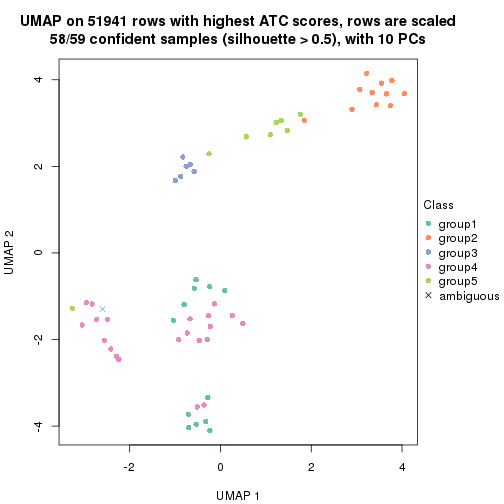 UMAP on 51941 rows with highest ATC scores, rows are scaled
58/59 confident samples (silhouette > 0.5), with 10 PCs
4
2
0
-2
-4
UMAP 2
-2
0
2
4
UMAP 1
Class
group1
group2
group3
group4
group5
ambiguous